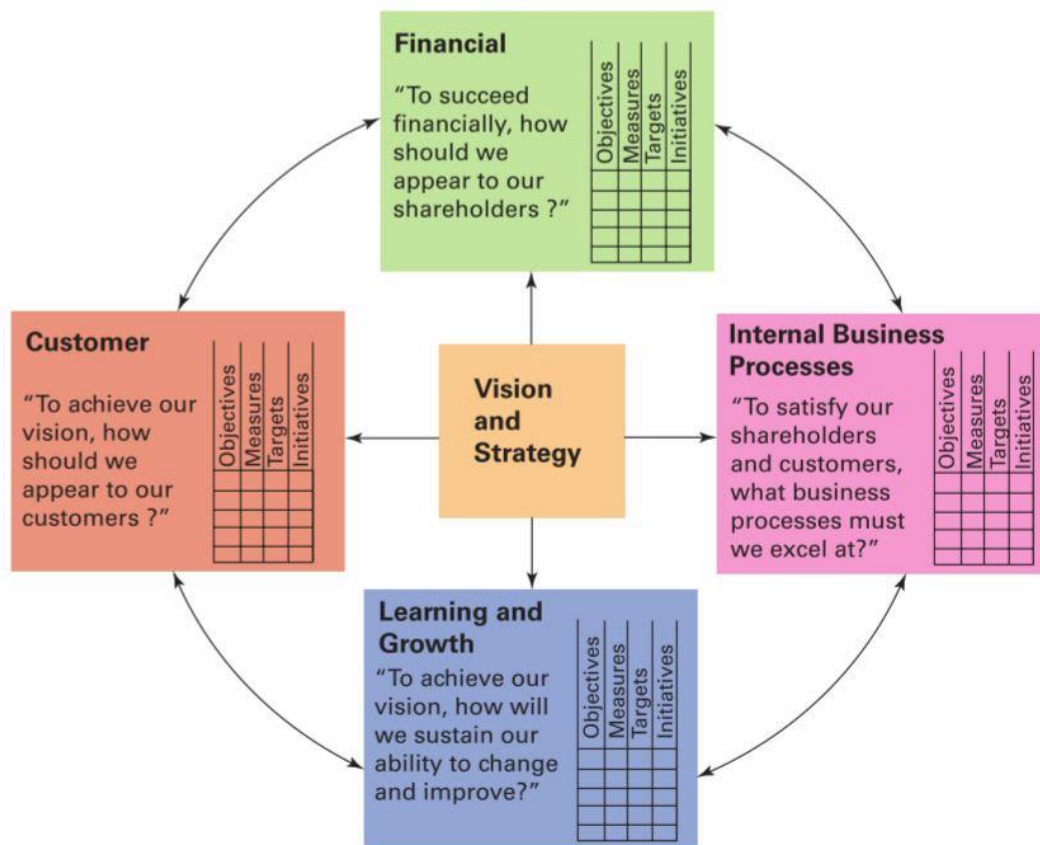 Financial
“To succeed
financially, how
should we
appear to our
shareholders ?”
Objectives
Measures
Targets
Initiatives
Customer
“To achieve our
vision, how
should we
appear to our
customers ?”
Objectives
Measures
Targets
Initiatives
Vision
and
Strategy
Internal Business
Processes
“To satisfy our
shareholders
and customers,
what business
processes must
we excel at?”
Objectives
Measures
Targets
Initiatives
Learning and
Growth
“To achieve our
vision, how will
we sustain our
ability to change
and improve?”
Objectives
Measures
Targets
Initiatives